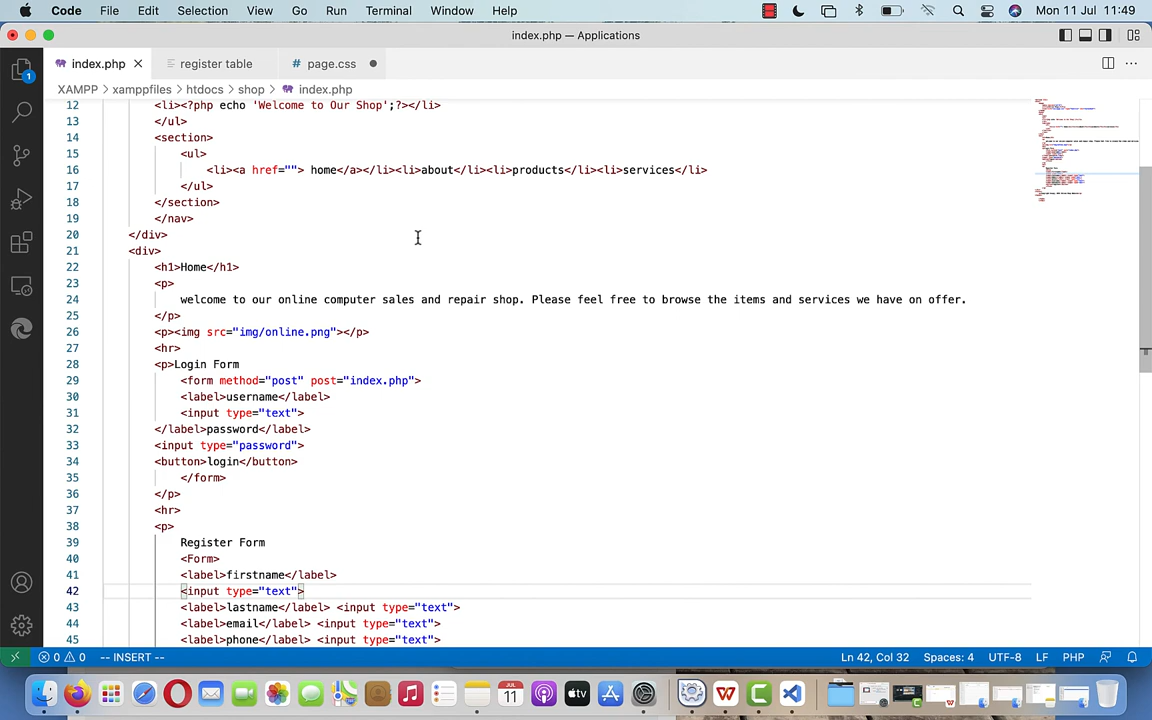 Code File Edit Selection View Go Run Terminal Window Help Mon 11 Jul 11:49
index.php — Applications
index.php register table page.css
XAMPP > xamppfiles > htdocs > shop > index.php
12 <li><?php echo 'Welcome to Our Shop';?></li>
13 </ul>
14 <section>
15 <ul>
16 <li><a href=""> home</a></li><li>about</li><li>products</li><li>services</li>
17 </ul>
18 </section>
19 </nav>
20 </div>
21 <div>
22 <h1>Home</h1>
23 <p>
24 welcome to our online computer sales and repair shop. Please feel free to browse the items and services we have on offer.
25 </p>
26 <p><img src="img/online.png"></p>
27 <hr>
28 <p>Login Form
29 <form method="post" post="index.php">
30 <label>username</label>
31 <input type="text">
32 </label>password</label>
33 <input type="password">
34 <button>login</button>
35 </form>
36 </p>
37 <hr>
38 <p>
39 Register Form
40 <Form>
41 <label>firstname</label>
42 <input type="text">
43 <label>lastname</label> <input type="text">
44 <label>email</label> <input type="text">
45 <label>phone</label> <input type="text">
1
0 0 -- INSERT -- Ln 42, Col 32 Spaces: 4 UTF-8 LF PHP
JUL
11
tv